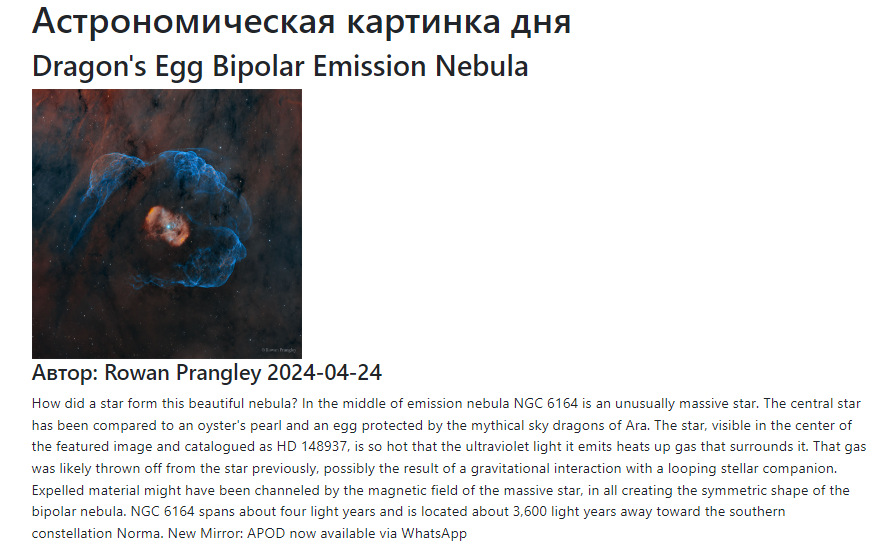 Астрономическая картинка дня
Dragon's Egg Bipolar Emission Nebula
© Rowan Prangley
Автор: Rowan Prangley 2024-04-24
How did a star form this beautiful nebula? In the middle of emission nebula NGC 6164 is an unusually massive star. The central star
has been compared to an oyster's pearl and an egg protected by the mythical sky dragons of Ara. The star, visible in the center of
the featured image and catalogued as HD 148937, is so hot that the ultraviolet light it emits heats up gas that surrounds it. That gas
was likely thrown off from the star previously, possibly the result of a gravitational interaction with a looping stellar companion.
Expelled material might have been channeled by the magnetic field of the massive star, in all creating the symmetric shape of the
bipolar nebula. NGC 6164 spans about four light years and is located about 3,600 light years away toward the southern
constellation Norma. New Mirror: APOD now available via WhatsApp